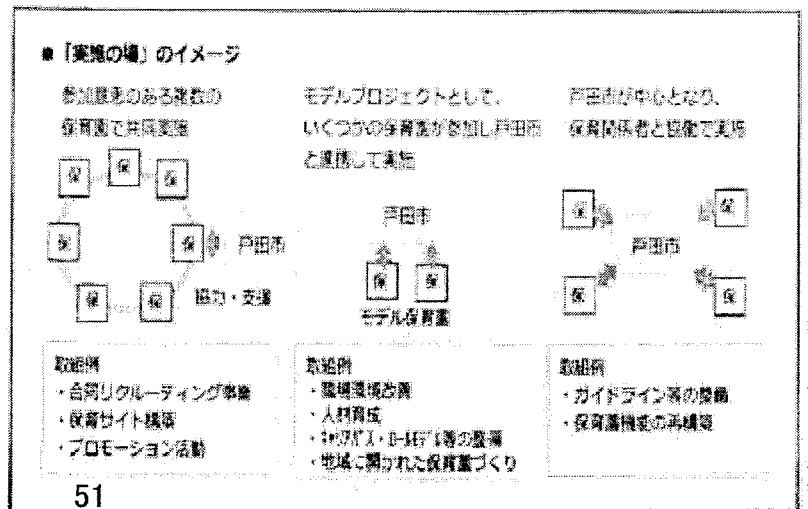 ■「実施の場」のイメージ
参加意思のある複数の
保育園で共同実施
保
保
保
保
保
保
保
戸田市
協力・支援
取組例
・合同リクルーティング事業
・保育サイト構築
・プロモーション活動
モデルプロジェクトとして、
いくつかの保育園が参加し戸田市
と連携して実施
戸田市
保
保
モデル保育園
取組例
・職場環境改善
・人材育成
・ｷｬﾘｱﾊﾟｽ・ﾛｰﾙﾓﾃﾞﾙ等の整備
・地域に開かれた保育園づくり
戸田市が中心となり、
保育関係者と協働で実施
保
保
戸田市
保
保
取組例
・ガイドライン等の整備
・保育園機能の再構築
51